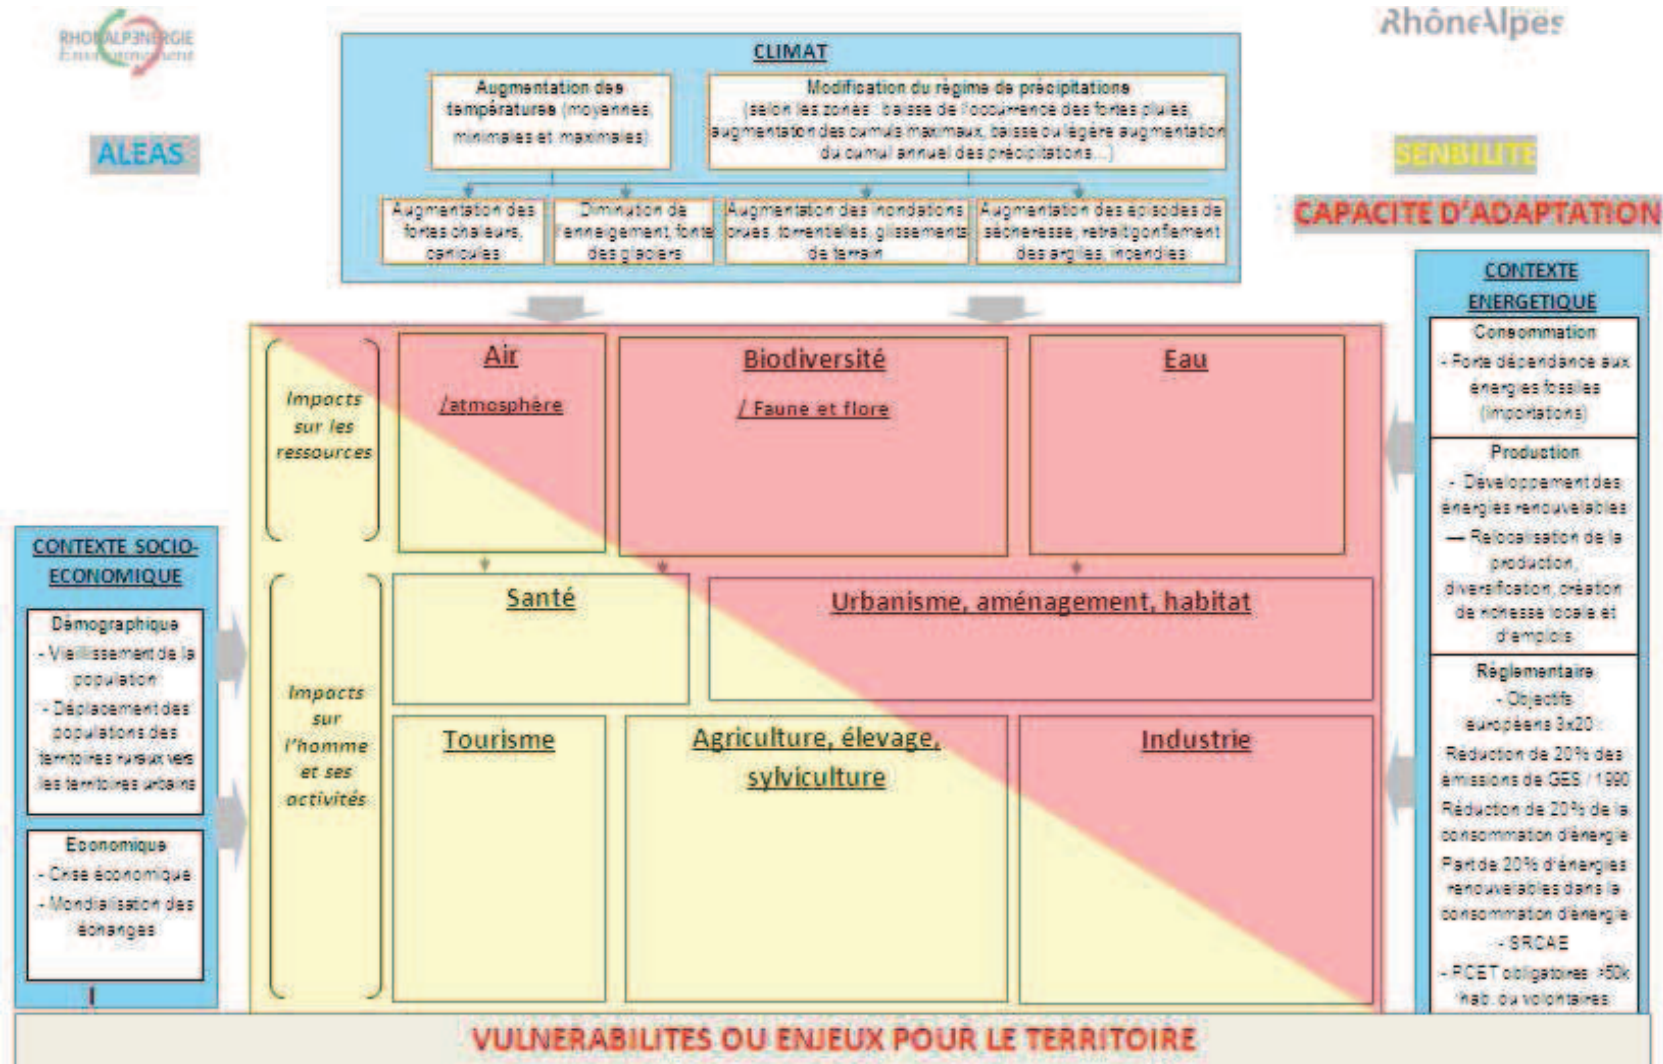 RHONALP3NERGIE
Environnement
RhôneAlpes
ALEAS
SENBILITE
CAPACITE D'ADAPTATION
CLIMAT
Augmentation des
températures (moyennes,
minimales et maximales)
Modification du régime de précipitations
(selon les zones : baisse de l'occurrence des fortes pluies,
augmentation des cumuls maximaux, baisse ou légère augmentation
du cumul annuel des précipitations...)
Augmentation des
fortes chaleurs,
canicules
Diminution de
l'enneigement, fonte
des glaciers
Augmentation des inondations,
crues torrentielles, glissements
de terrain
Augmentation des épisodes de
sécheresse, retrait gonflement
des argiles, incendies
Impacts
sur les
ressources
Air
/atmosphère
Biodiversité
/ Faune et flore
Eau
Impacts
sur
l'homme
et ses
activités
Santé
Urbanisme, aménagement, habitat
Tourisme
Agriculture, élevage,
sylviculture
Industrie
CONTEXTE SOCIO-
ECONOMIQUE
Démographique
- Vieillissement de la
population
- Déplacement des
populations des
territoires ruraux vers
les territoires urbains
Economique
- Crise économique
- Mondialisation des
échanges
CONTEXTE
ENERGETIQUE
Consommation
- Forte dépendance aux
énergies fossiles
(importations)
Production
- Développement des
énergies renouvelables
— Relocalisation de la
production,
diversification, création
de richesse locale et
d'emplois
Réglementaire
- Objectifs
européens 3x20 :
Réduction de 20% des
émissions de GES / 1990
Réduction de 20% de la
consommation d'énergie
Part de 20% d'énergies
renouvelables dans la
consommation d'énergie
- SRCAE
- PCET obligatoires >50k
hab. ou volontaires
VULNERABILITES OU ENJEUX POUR LE TERRITOIRE